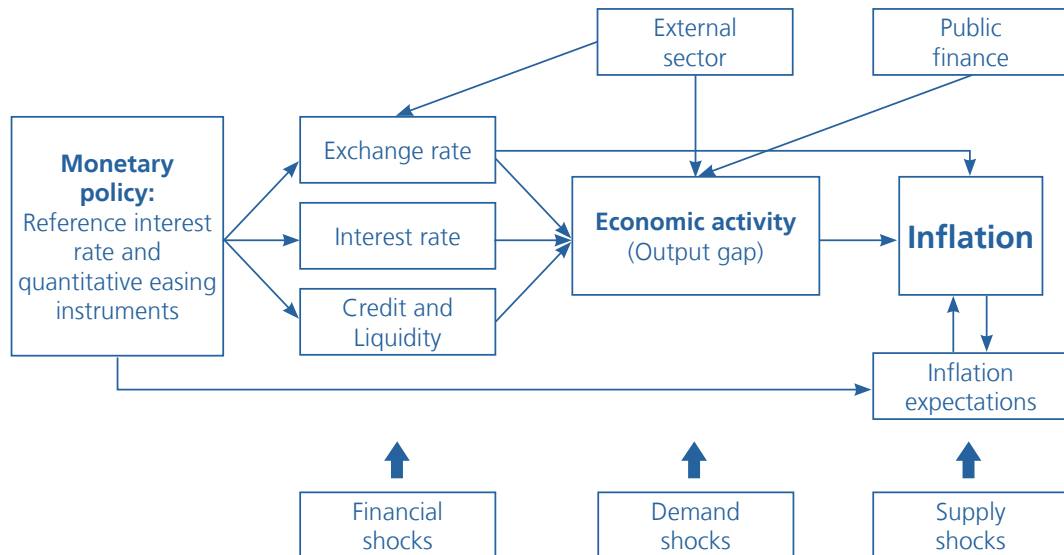 External
sector
Public
finance
Monetary
policy:
Reference interest
rate and
quantitative easing
instruments
Exchange rate
Interest rate
Credit and
Liquidity
Economic activity
(Output gap)
Inflation
Inflation
expectations
Financial
shocks
Demand
shocks
Supply
shocks